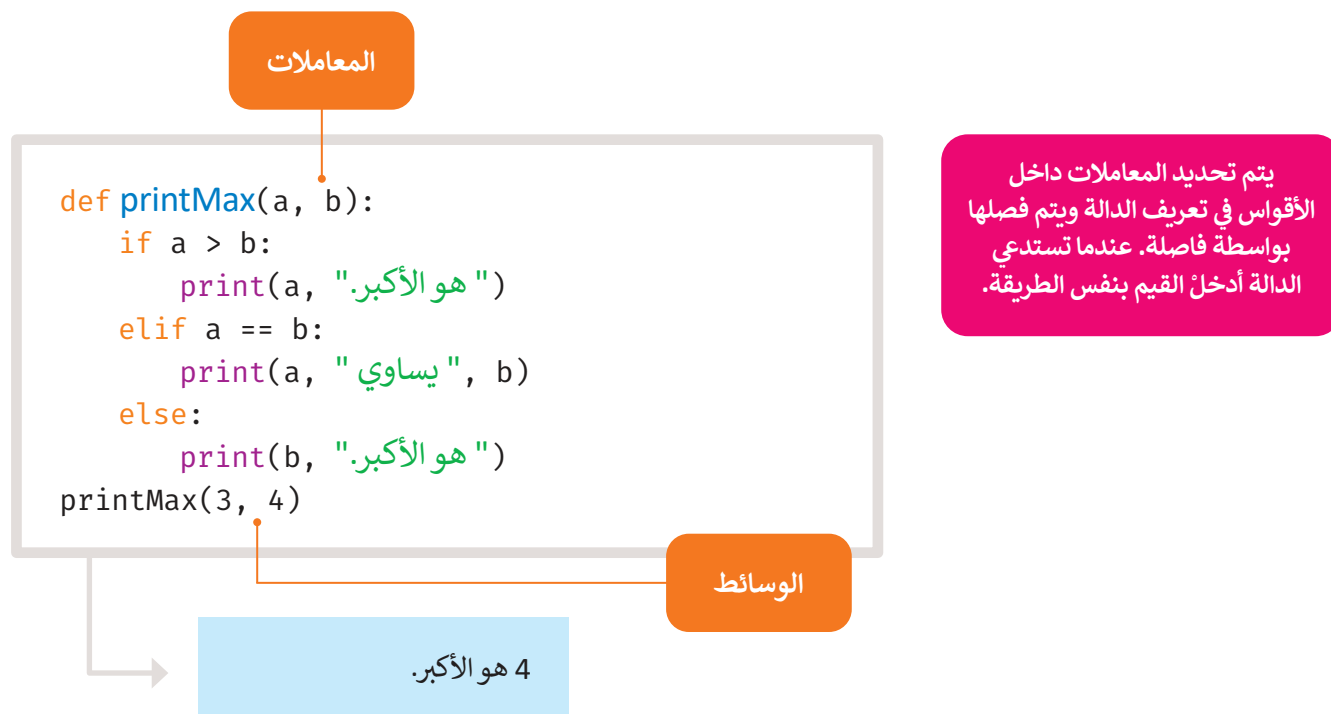 المعاملات
def printMax(a, b):
    if a > b:
        print(a, "هو الأكبر.")
    elif a == b:
        print(a, "يساوي", b)
    else:
        print(b, "هو الأكبر.")
printMax(3, 4)
الوسائط
4 هو الأكبر.
يتم تحديد المعاملات داخل
الأقواس في تعريف الدالة ويتم فصلها
بواسطة فاصلة. عندما تستدعي
الدالة أدخلْ القيم بنفس الطريقة.